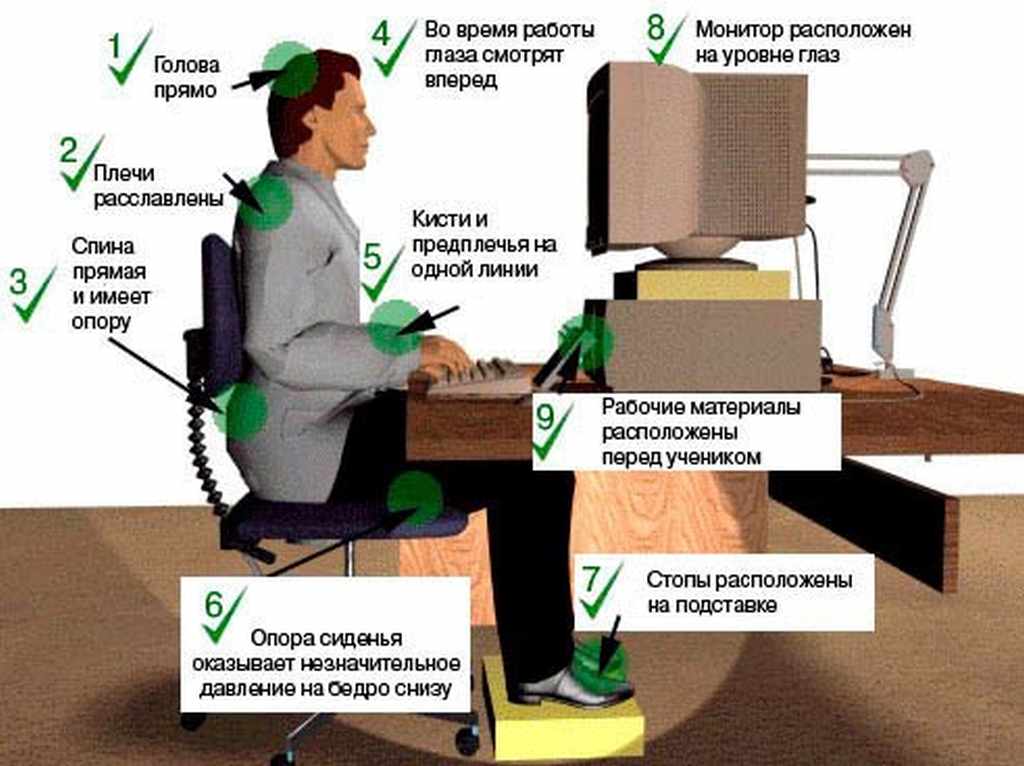 1
Голова
прямо
2
Плечи
расславлены
3
Спина
прямая
и имеет
опору
4
Во время работы
глаза смотрят
вперед
5
Кисти и
предплечья на
одной линии
6
Опора сиденья
оказывает незначительное
давление на бедро снизу
7
Стопы расположены
на подставке
8
Монитор расположен
на уровне глаз
9
Рабочие материалы
расположены
перед учеником